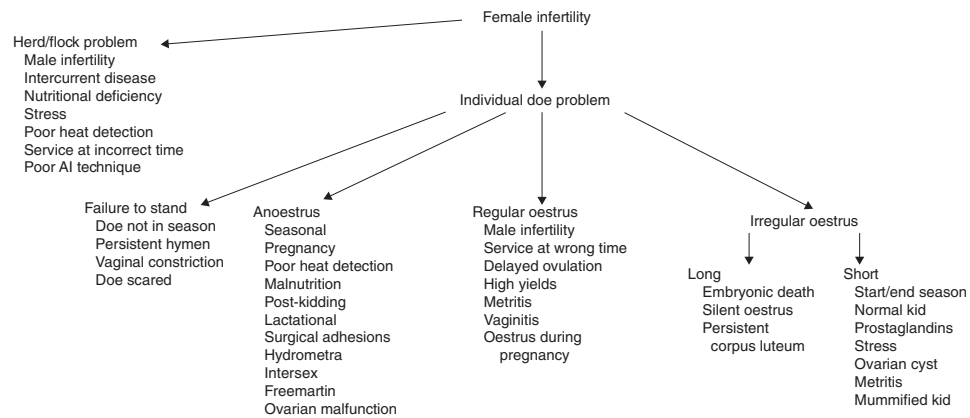 Female infertility
Herd/flock problem
Male infertility
Intercurrent disease
Nutritional deficiency
Stress
Poor heat detection
Service at incorrect time
Poor AI technique
Individual doe problem
Failure to stand
Doe not in season
Persistent hymen
Vaginal constriction
Doe scared
Anoestrus
Seasonal
Pregnancy
Poor heat detection
Malnutrition
Post-kidding
Lactational
Surgical adhesions
Hydrometra
Intersex
Freemartin
Ovarian malfunction
Regular oestrus
Male infertility
Service at wrong time
Delayed ovulation
High yields
Metritis
Vaginitis
Oestrus during
pregnancy
Irregular oestrus
Long
Embryonic death
Silent oestrus
Persistent
corpus luteum
Short
Start/end season
Normal kid
Prostaglandins
Stress
Ovarian cyst
Metritis
Mummified kid